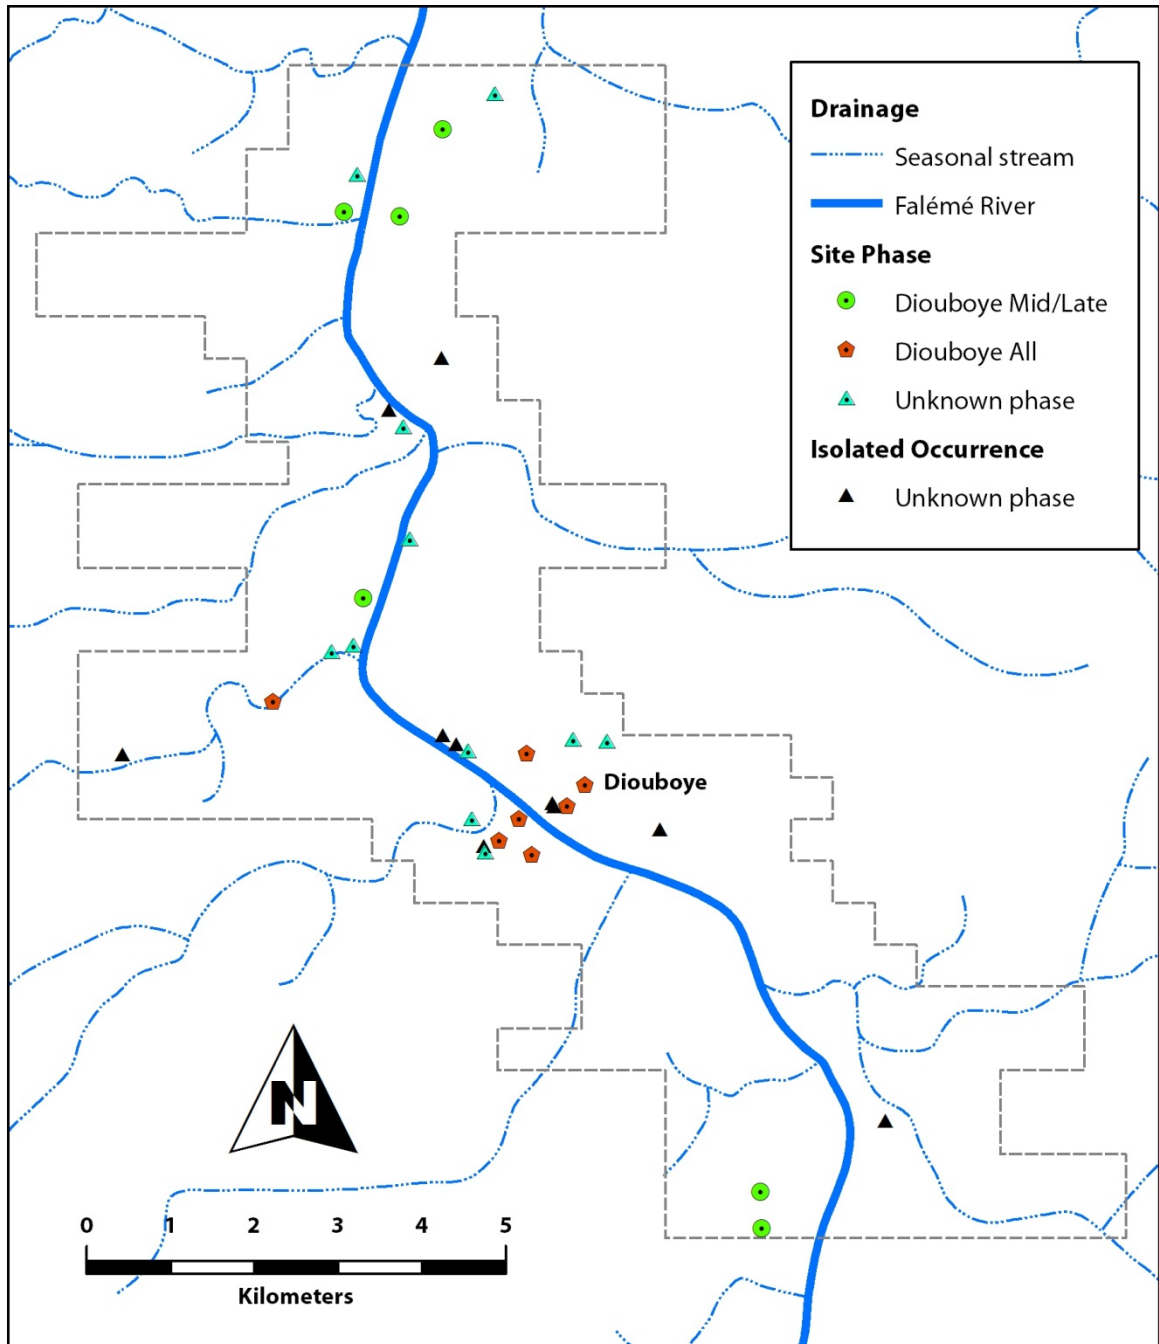 Drainage
Seasonal stream
Falémé River
Site Phase
Diouboye Mid/Late
Diouboye All
Unknown phase
Isolated Occurrence
Unknown phase
Diouboye
N
0 1 2 3 4 5
Kilometers